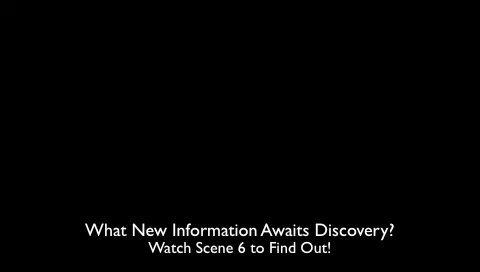 What New Information Awaits Discovery?
Watch Scene 6 to Find Out!